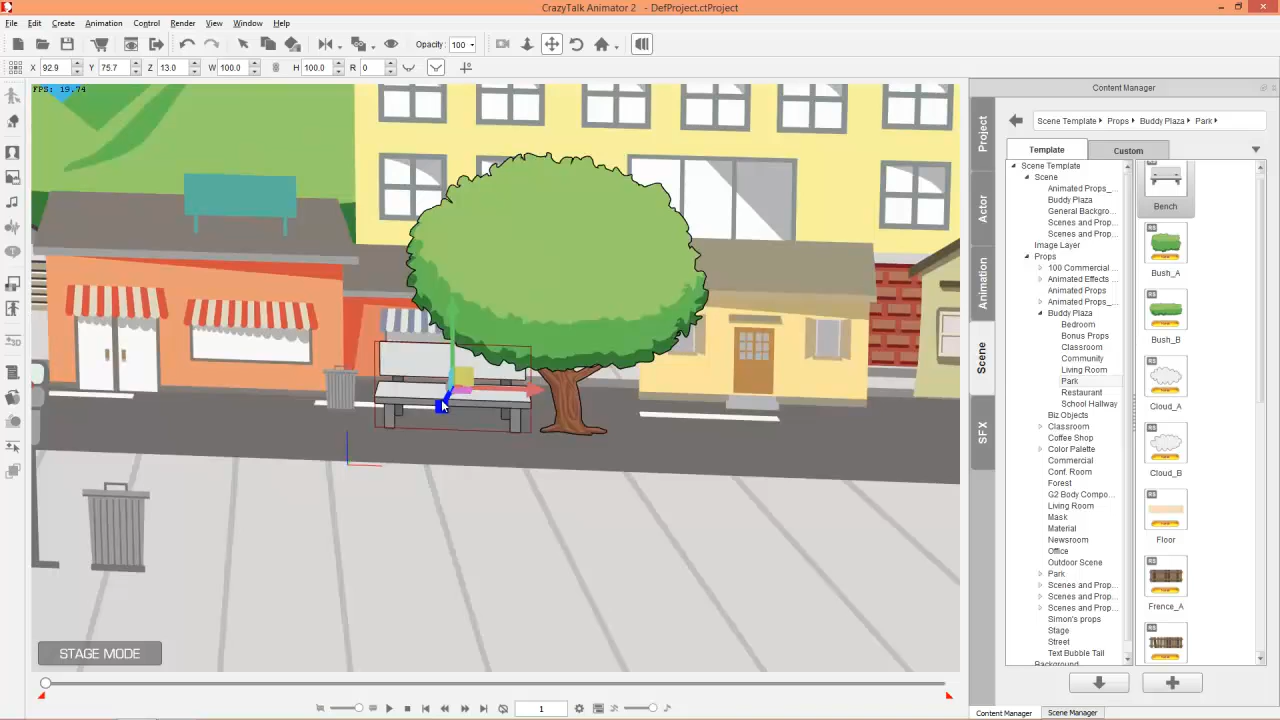 CrazyTalk Animator 2 - DefProject.ctProject
File Edit Create Animation Control Render View Window Help
Opacity: 100
X 92.9 Y 75.7 Z 13.0 W 100.0 H 100.0 R 0
FPS: 19.74
STAGE MODE
1
Content Manager
Project
Actor
Animation
Scene
SFX
Scene Template Props Buddy Plaza Park
Template Custom
Scene Template
Scene
Animated Props_...
Buddy Plaza
General Backgro...
Scenes and Prop...
Scenes and Prop...
Image Layer
Props
100 Commercial ...
Animated Effects ...
Animated Props
Animated Props_...
Buddy Plaza
Bedroom
Bonus Props
Classroom
Community
Living Room
Park
Restaurant
School Hallway
Biz Objects
Classroom
Coffee Shop
Color Palette
Commercial
Conf. Room
Forest
G2 Body Compo...
Living Room
Mask
Material
Newsroom
Office
Outdoor Scene
Park
Scenes and Prop...
Scenes and Prop...
Scenes and Prop...
Simon's props
Stage
Street
Text Bubble Tail
Background
Bench
Bush_A
Bush_B
Cloud_A
Cloud_B
Floor
Frence_A
Content Manager Scene Manager